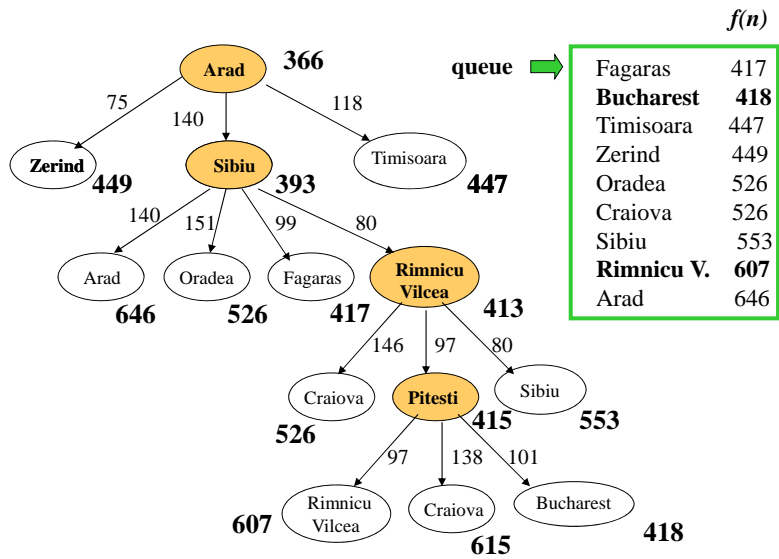 f(n)
Arad 366
queue
Fagaras 417
Bucharest 418
Timisoara 447
Zerind 449
Oradea 526
Craiova 526
Sibiu 553
Rimnicu V. 607
Arad 646
75 140 118
Zerind 449
Sibiu 393
Timisoara 447
140 151 99 80
Arad 646
Oradea 526
Fagaras 417
Rimnicu
Vilcea 413
146 97 80
Craiova 526
Pitesti 415
Sibiu 553
97 138 101
Rimnicu
Vilcea 607
Craiova 615
Bucharest 418